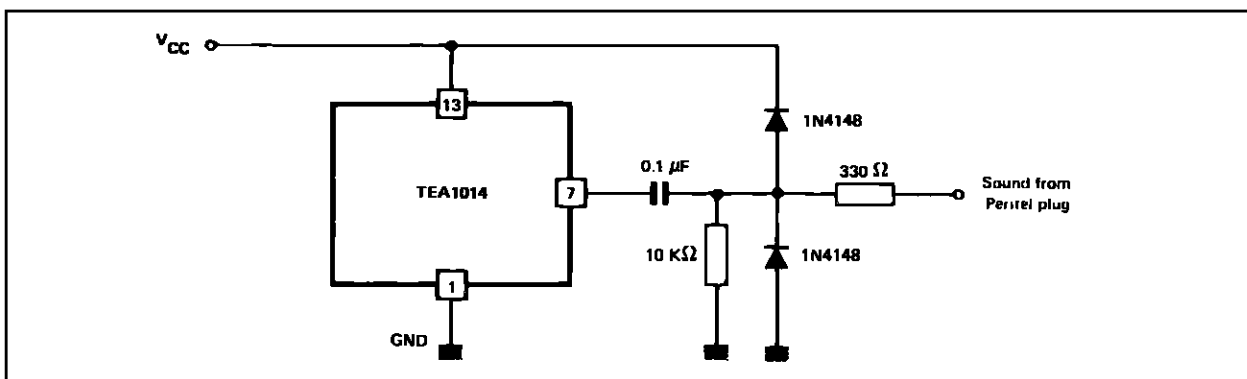 VCC
13
1N4148
0.1 µF
330 Ω
TEA1014
7
Sound from
Peritel plug
10 KΩ
1N4148
1
GND